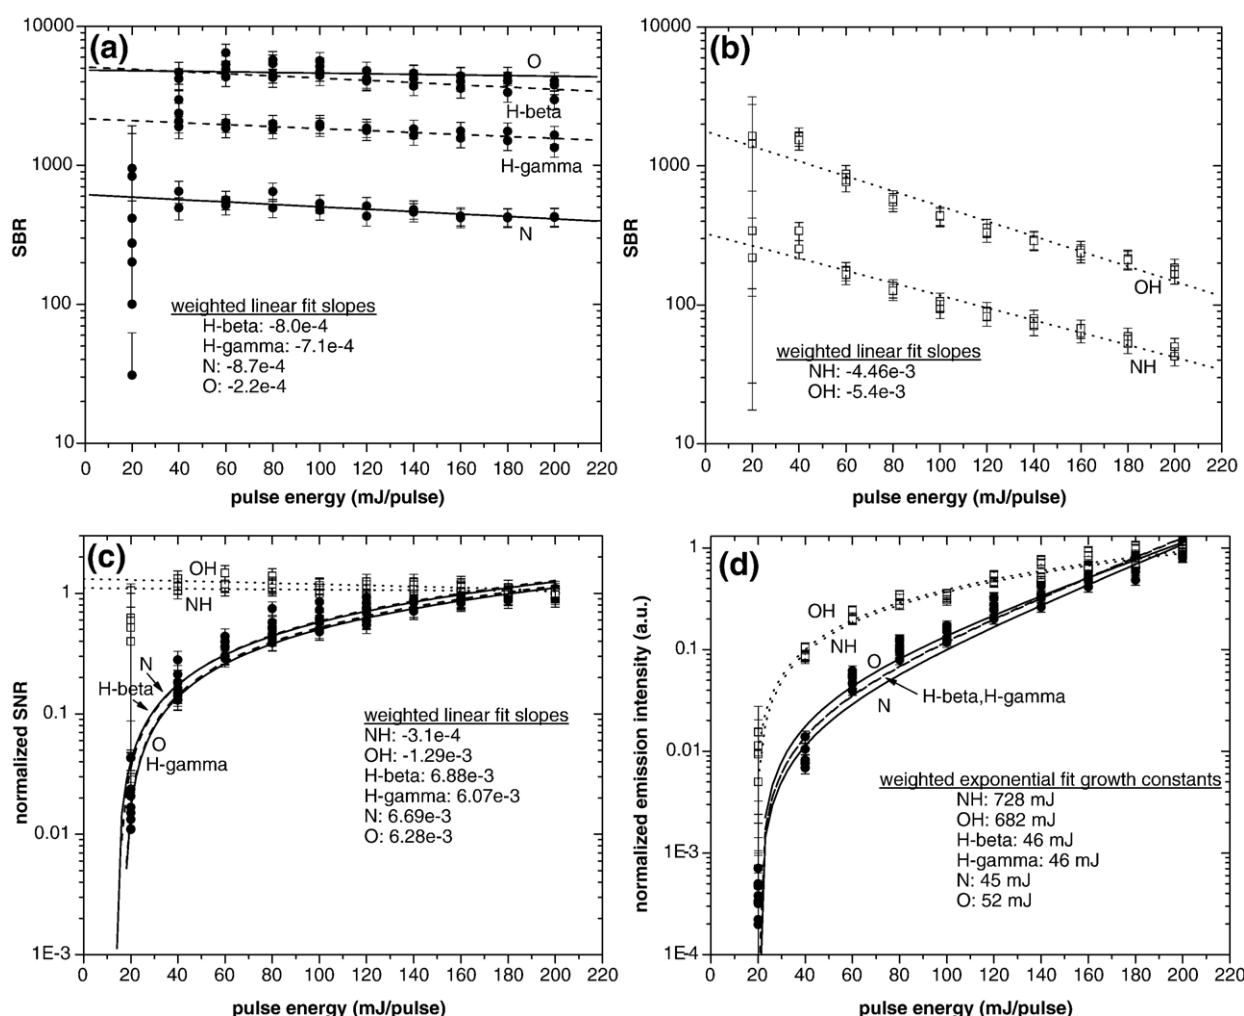 (a)
SBR
10000
1000
100
10
O
H-beta
H-gamma
N
weighted linear fit slopes
H-beta: -8.0e-4
H-gamma: -7.1e-4
N: -8.7e-4
O: -2.2e-4
0 20 40 60 80 100 120 140 160 180 200 220
pulse energy (mJ/pulse)
(b)
SBR
10000
1000
100
10
OH
NH
weighted linear fit slopes
NH: -4.46e-3
OH: -5.4e-3
0 20 40 60 80 100 120 140 160 180 200 220
pulse energy (mJ/pulse)
(c)
normalized SNR
1
0.1
0.01
1E-3
OH
NH
N
H-beta
O
H-gamma
weighted linear fit slopes
NH: -3.1e-4
OH: -1.29e-3
H-beta: 6.88e-3
H-gamma: 6.07e-3
N: 6.69e-3
O: 6.28e-3
0 20 40 60 80 100 120 140 160 180 200 220
pulse energy (mJ/pulse)
(d)
normalized emission intensity (a.u.)
1
0.1
0.01
1E-3
1E-4
OH
NH
O
H-beta,H-gamma
N
weighted exponential fit growth constants
NH: 728 mJ
OH: 682 mJ
H-beta: 46 mJ
H-gamma: 46 mJ
N: 45 mJ
O: 52 mJ
0 20 40 60 80 100 120 140 160 180 200 220
pulse energy (mJ/pulse)